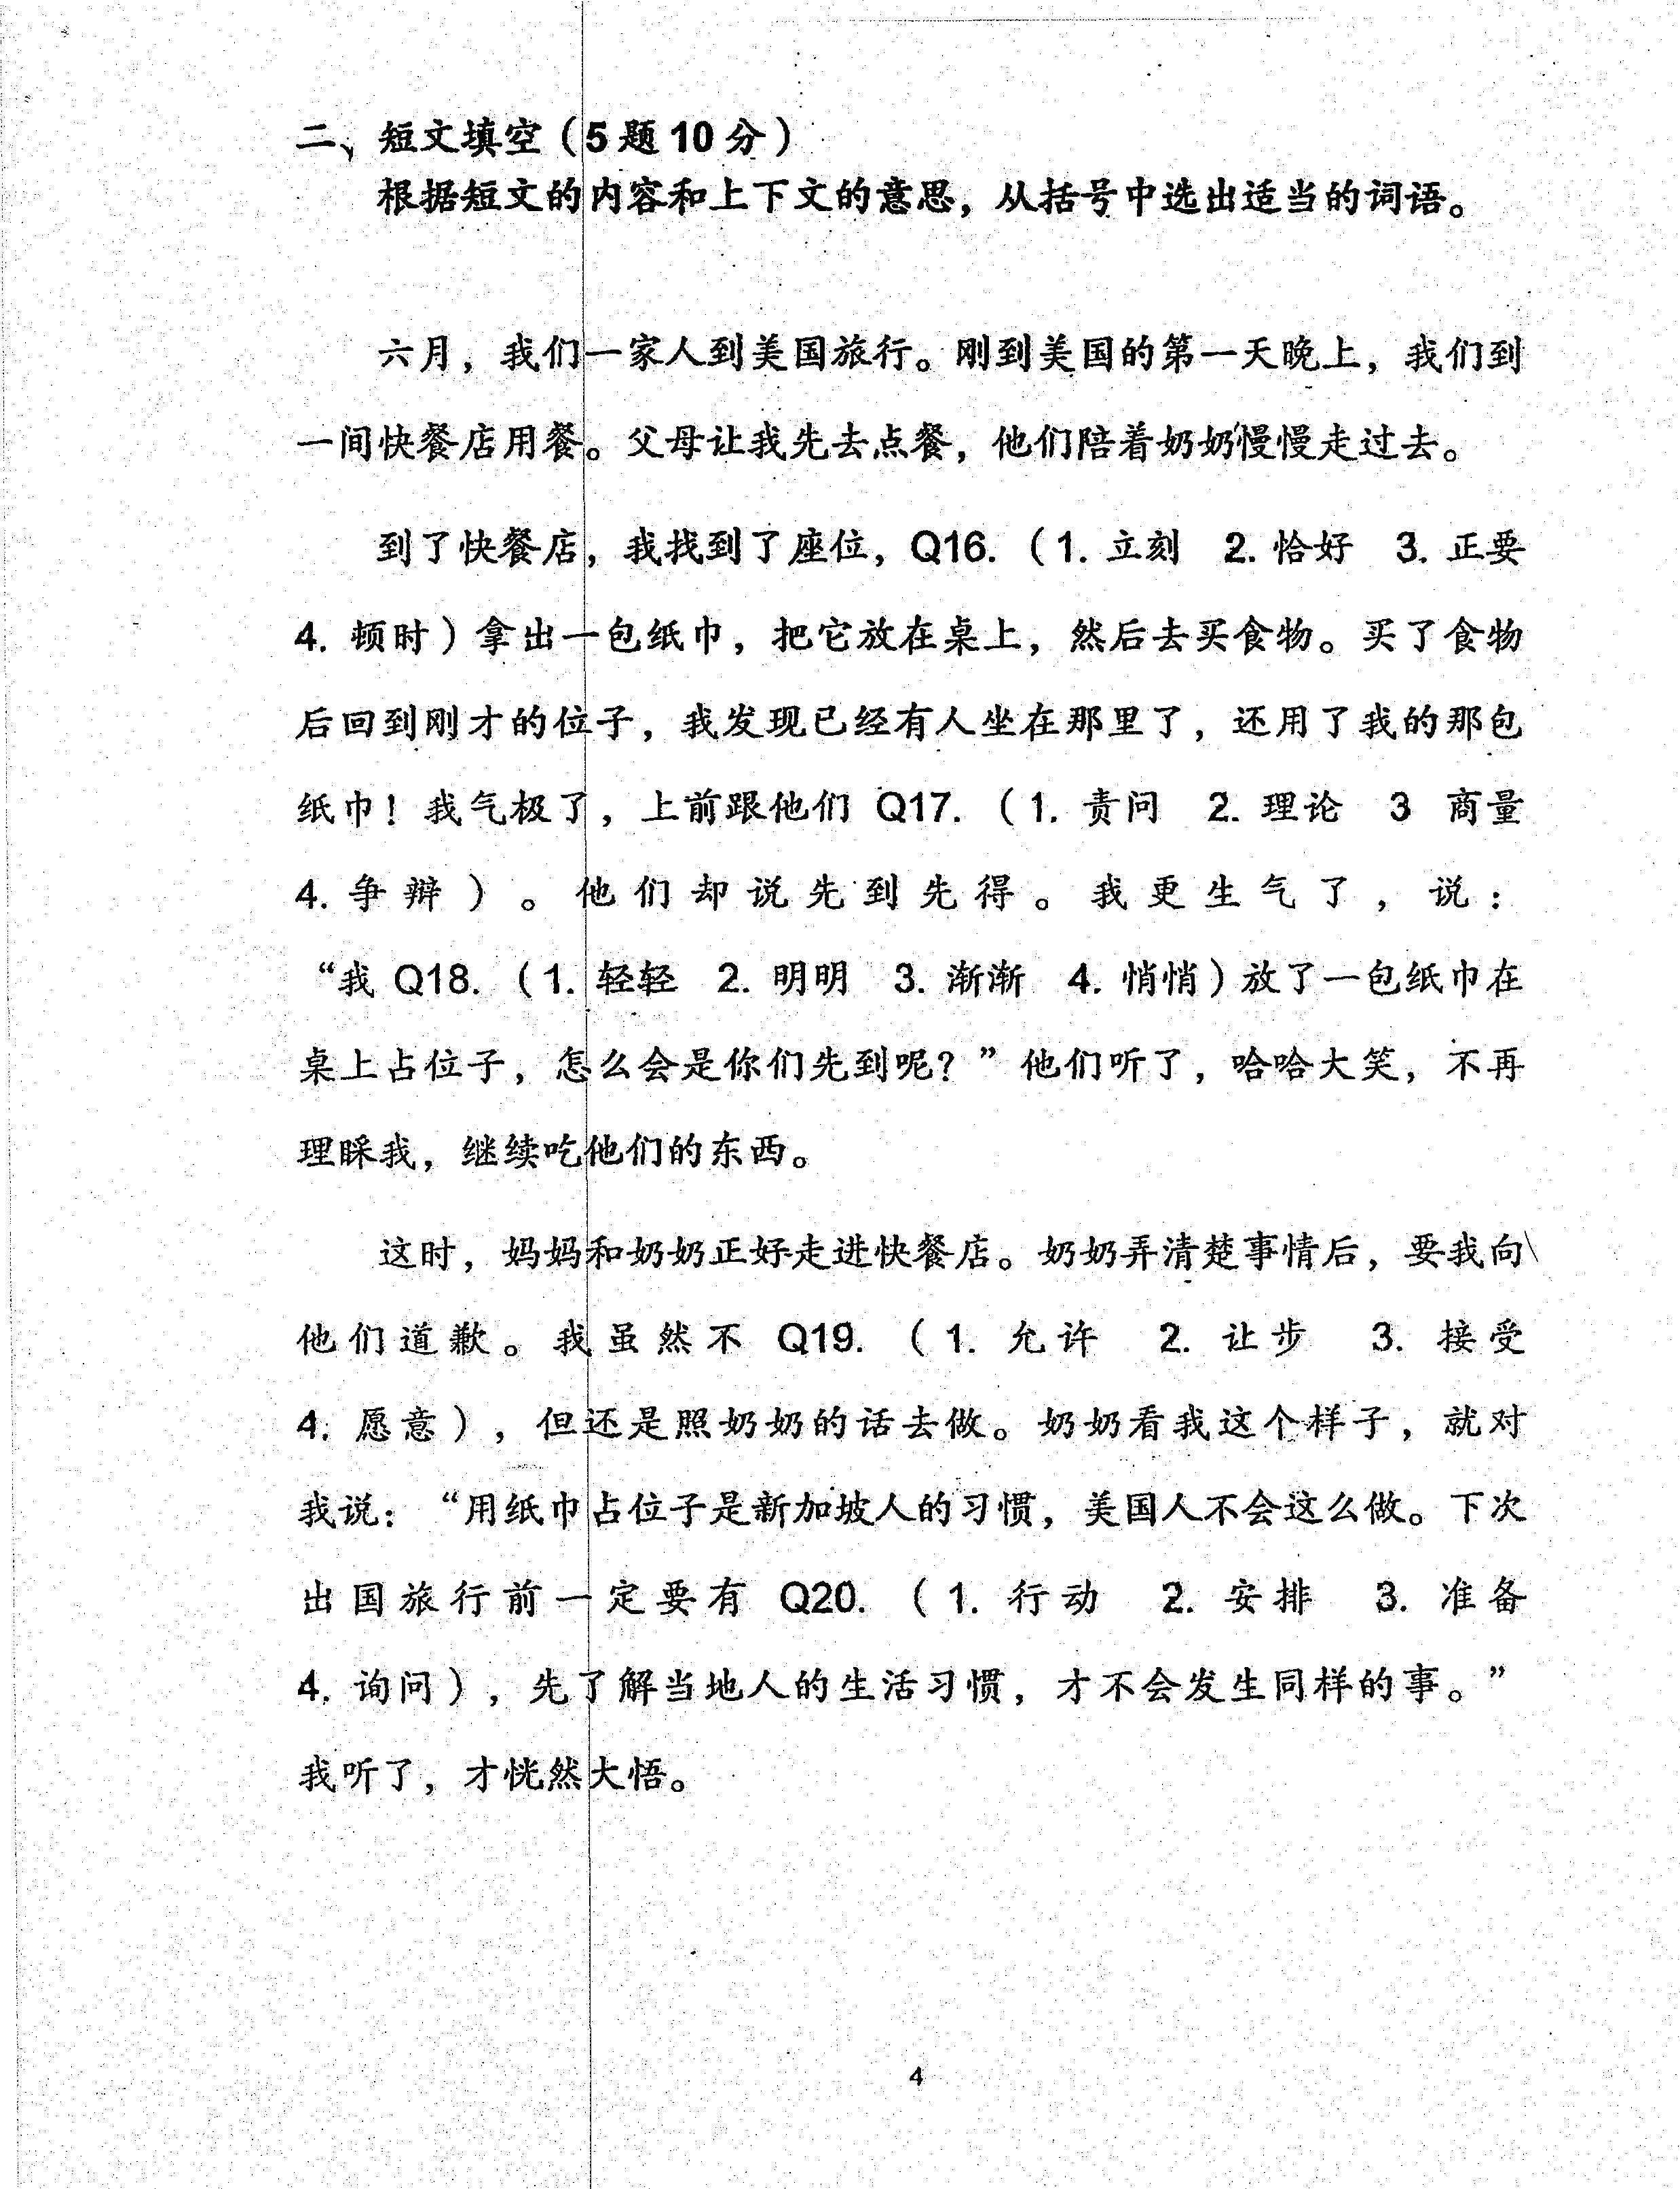 二、短文填空（5题10分）
根据短文的内容和上下文的意思，从括号中选出适当的词语。
六月，我们一家人到美国旅行。刚到美国的第一天晚上，我们到
一间快餐店用餐。父母让我先去点餐，他们陪着奶奶慢慢走过去。
到了快餐店，我找到了座位，Q16.（1. 立刻 2. 恰好 3. 正要
4. 顿时）拿出一包纸巾，把它放在桌上，然后去买食物。买了食物
后回到刚才的位子，我发现已经有人坐在那里了，还用了我的那包
纸巾！我气极了，上前跟他们 Q17.（1. 责问 2. 理论 3 商量
4. 争辩）。他们却说先到先得。我更生气了，说：
“我 Q18.（1. 轻轻 2. 明明 3. 渐渐 4. 悄悄）放了一包纸巾在
桌上占位子，怎么会是你们先到呢？”他们听了，哈哈大笑，不再
理睬我，继续吃他们的东西。
这时，妈妈和奶奶正好走进快餐店。奶奶弄清楚事情后，要我向
他们道歉。我虽然不 Q19.（1. 允许 2. 让步 3. 接受
4. 愿意），但还是照奶奶的话去做。奶奶看我这个样子，就对
我说：“用纸巾占位子是新加坡人的习惯，美国人不会这么做。下次
出国旅行前一定要有 Q20.（1. 行动 2. 安排 3. 准备
4. 询问），先了解当地人的生活习惯，才不会发生同样的事。”
我听了，才恍然大悟。
4